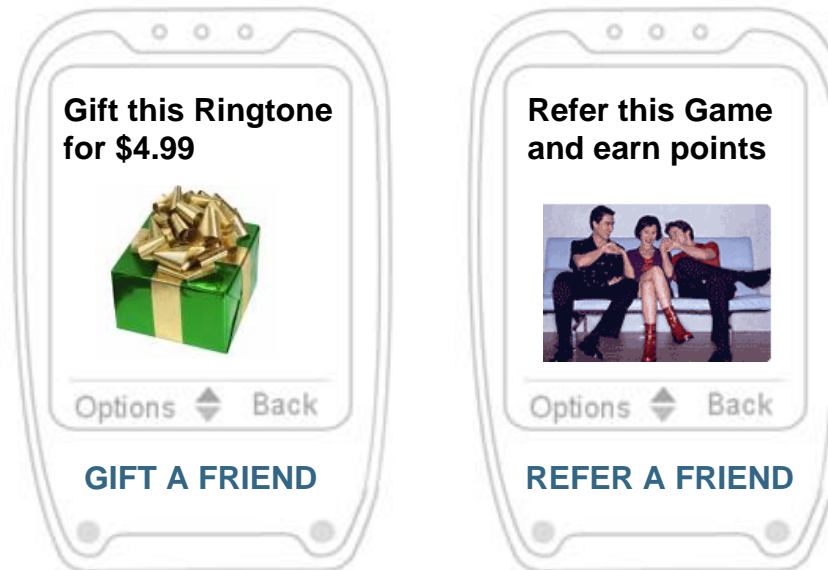 Gift this Ringtone
for $4.99
Options
Back
GIFT A FRIEND
Refer this Game
and earn points
Options
Back
REFER A FRIEND